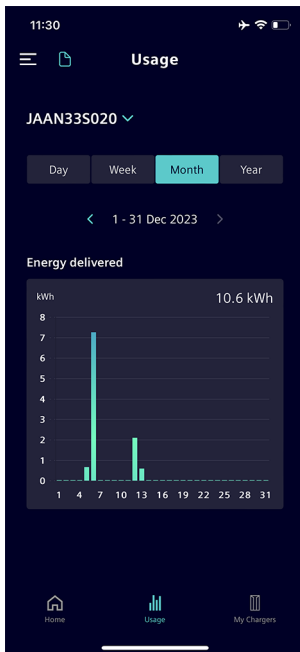 11:30
Usage
JAAN33S020
Day Week Month Year
1 - 31 Dec 2023
Energy delivered
kWh 10.6 kWh
8
7
6
5
4
3
2
1
0
1 4 7 10 13 16 19 22 25 28 31
Home Usage My Chargers